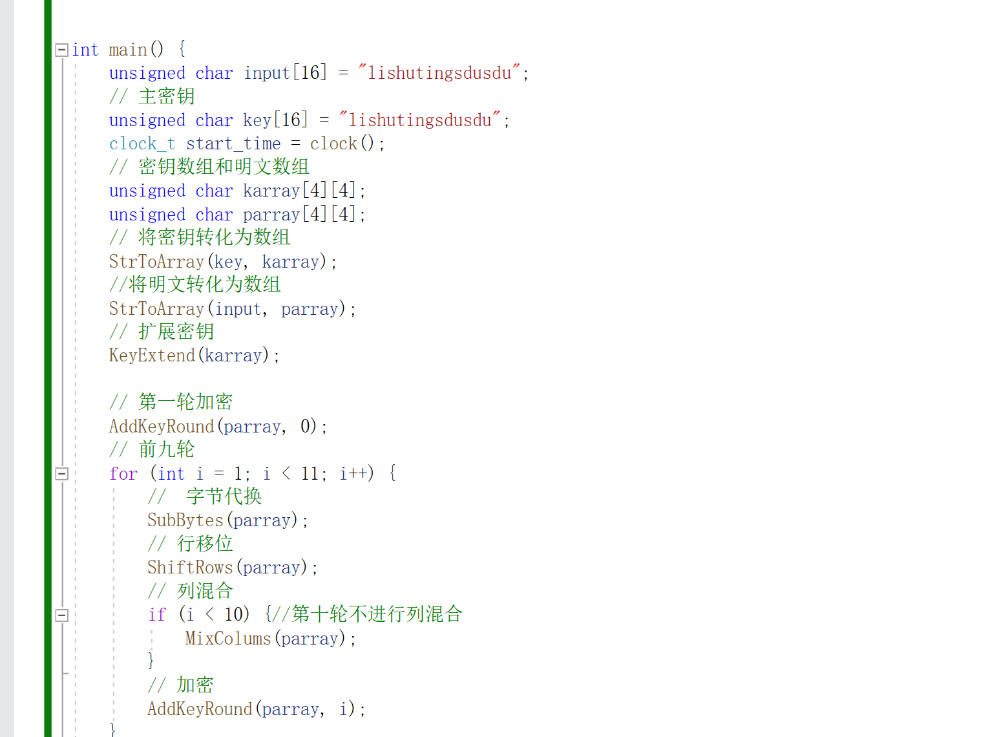 int main() {
    unsigned char input[16] = "lishutingsdusdu";
    // 主密钥
    unsigned char key[16] = "lishutingsdusdu";
    clock_t start_time = clock();
    // 密钥数组和明文数组
    unsigned char karray[4][4];
    unsigned char parray[4][4];
    // 将密钥转化为数组
    StrToArray(key, karray);
    //将明文转化为数组
    StrToArray(input, parray);
    // 扩展密钥
    KeyExtend(karray);

    // 第一轮加密
    AddKeyRound(parray, 0);
    // 前九轮
    for (int i = 1; i < 11; i++) {
        //  字节代换
        SubBytes(parray);
        // 行移位
        ShiftRows(parray);
        // 列混合
        if (i < 10) {//第十轮不进行列混合
            MixColums(parray);
        }
        // 加密
        AddKeyRound(parray, i);
    }